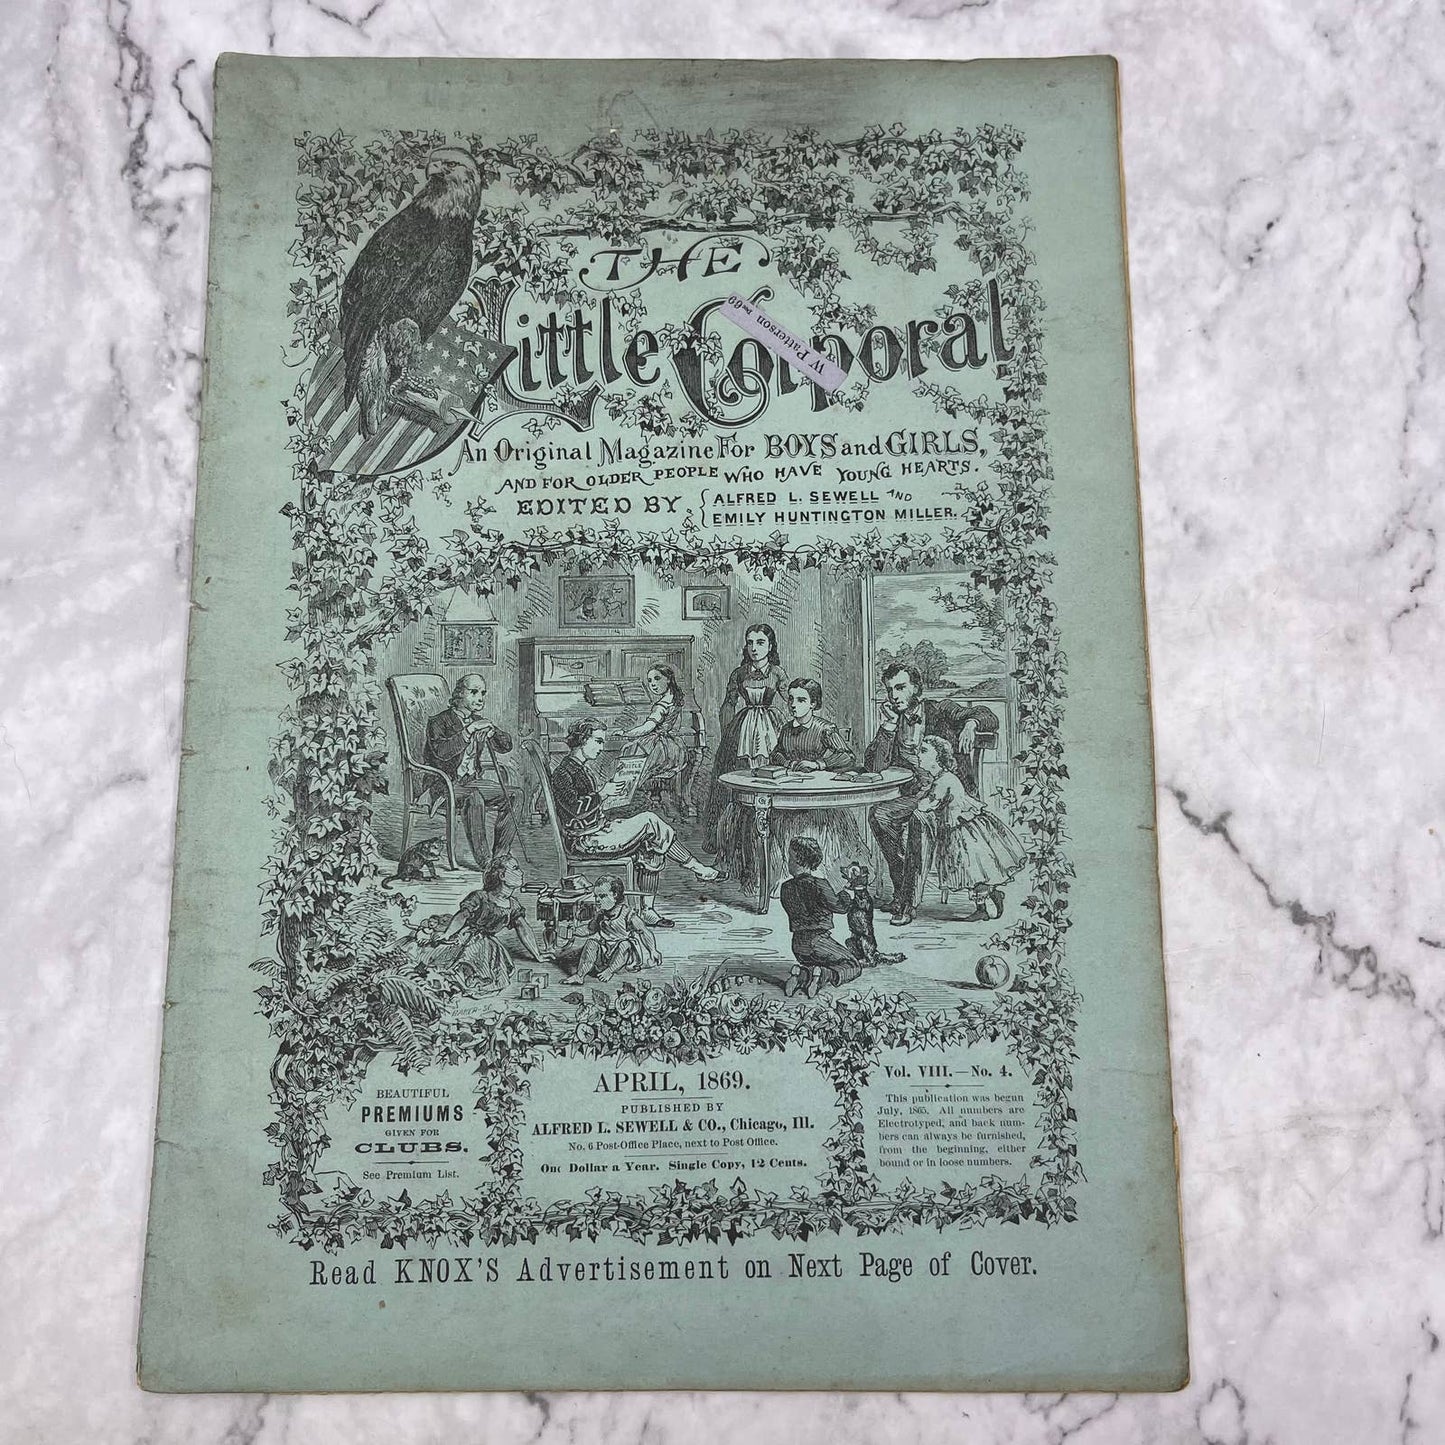 THE
Little Corporal
W Patterson Dec69
An Original Magazine For BOYS and GIRLS,
AND FOR OLDER PEOPLE WHO HAVE YOUNG HEARTS.
EDITED BY { ALFRED L. SEWELL AND
EMILY HUNTINGTON MILLER.
LITTLE
CORPORAL
BEAUTIFUL
PREMIUMS
GIVEN FOR
CLUBS.
See Premium List.
APRIL, 1869.
PUBLISHED BY
ALFRED L. SEWELL & CO., Chicago, Ill.
No. 6 Post-Office Place, next to Post Office.
One Dollar a Year. Single Copy, 12 Cents.
Vol. VIII.—No. 4.
This publication was begun
July, 1865. All numbers are
Electrotyped, and back num-
bers can always be furnished,
from the beginning, either
bound or in loose numbers.
Read KNOX'S Advertisement on Next Page of Cover.